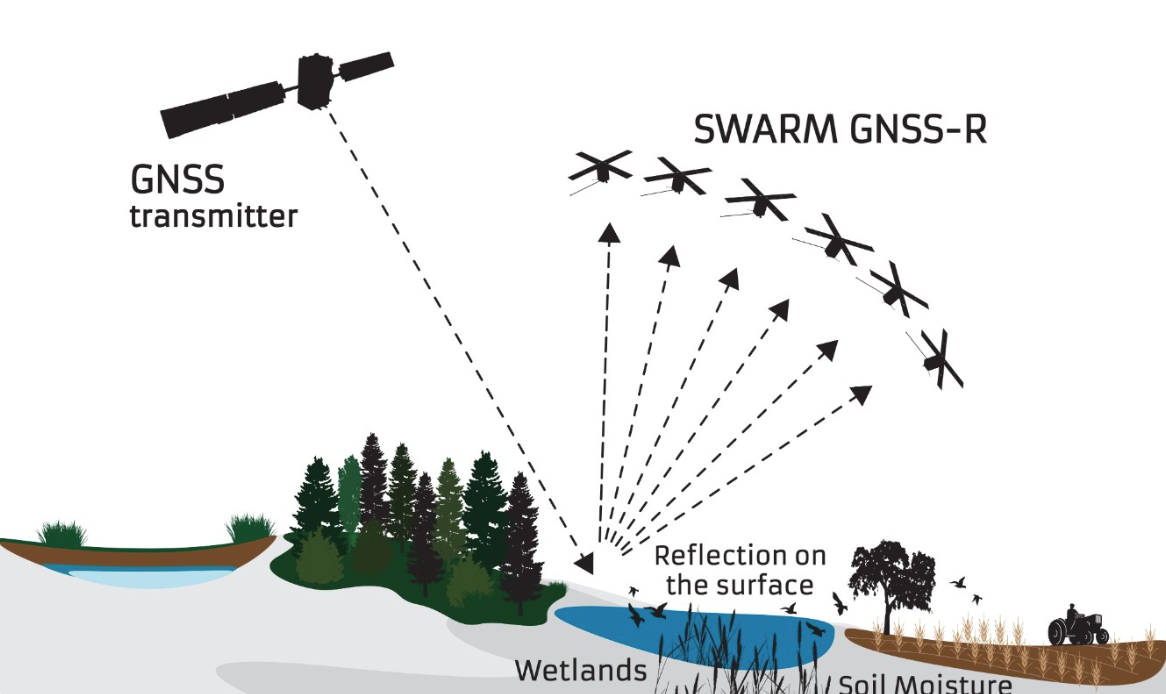 SWARM GNSS-R
GNSS
transmitter
Reflection on
the surface
Wetlands
Soil Moisture